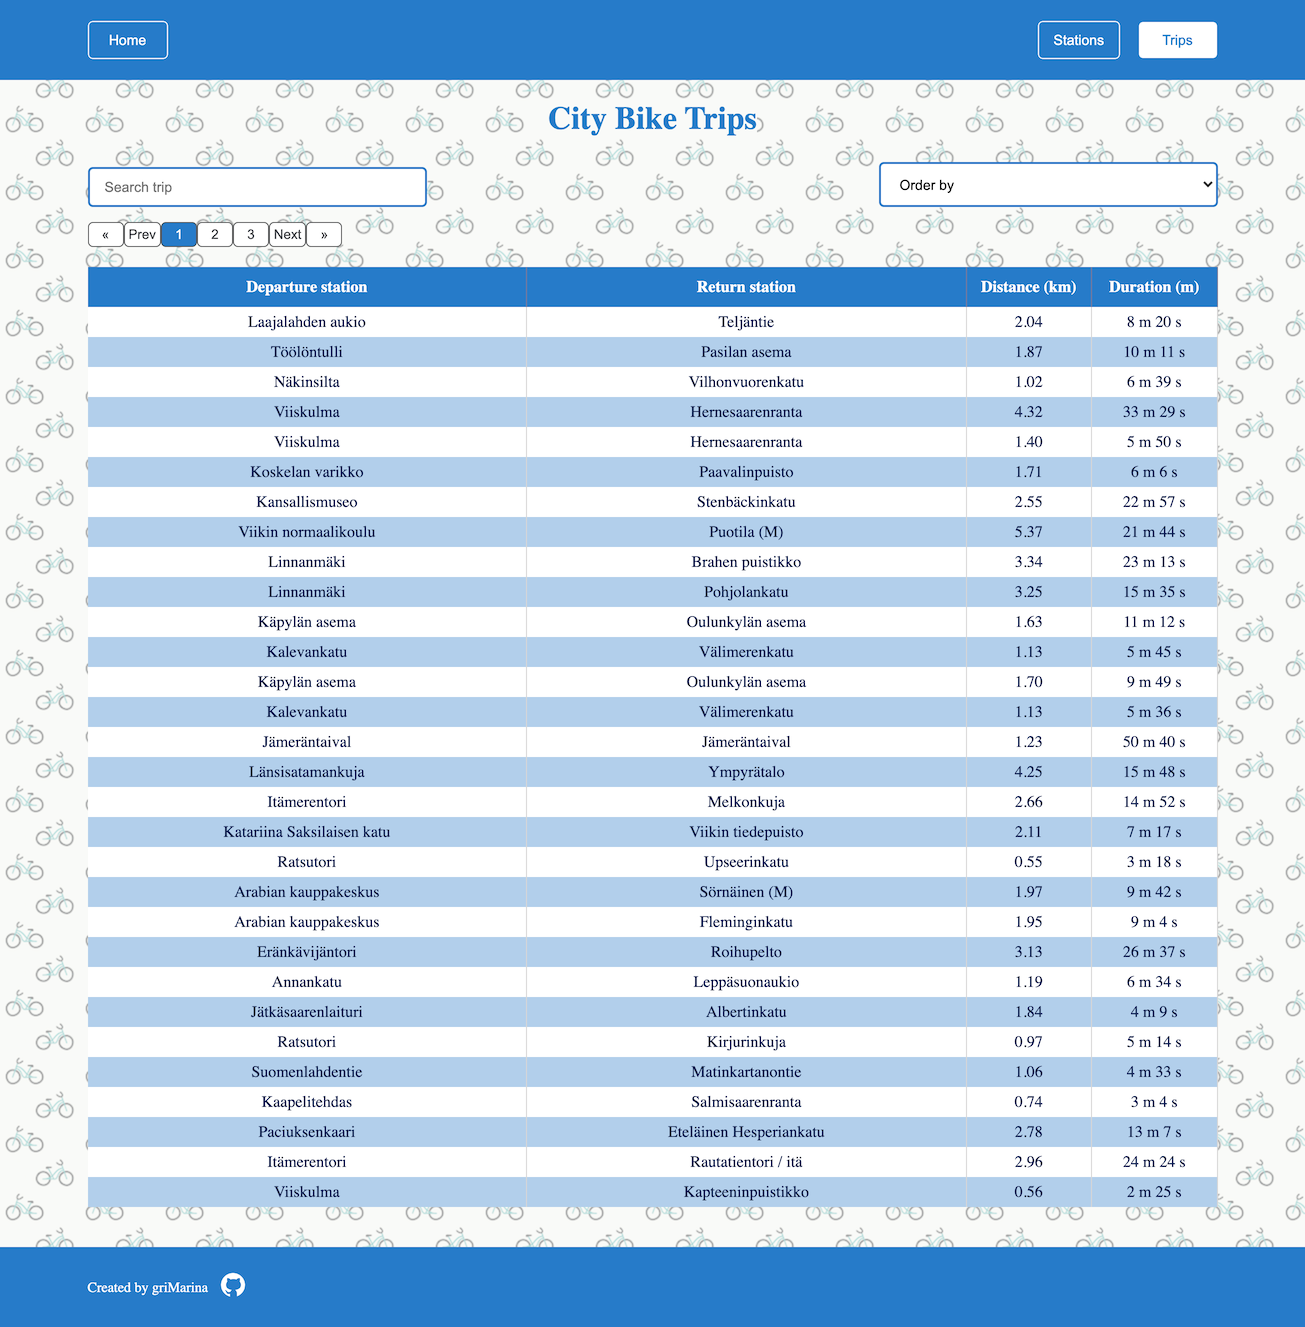 Home Stations Trips
City Bike Trips
Search trip Order by
« Prev 1 2 3 Next »
Departure station Return station Distance (km) Duration (m)
Laajalahden aukio Teljäntie 2.04 8 m 20 s
Töölöntulli Pasilan asema 1.87 10 m 11 s
Näkinsilta Vilhonvuorenkatu 1.02 6 m 39 s
Viiskulma Hernesaarenranta 4.32 33 m 29 s
Viiskulma Hernesaarenranta 1.40 5 m 50 s
Koskelan varikko Paavalinpuisto 1.71 6 m 6 s
Kansallismuseo Stenbäckinkatu 2.55 22 m 57 s
Viikin normaalikoulu Puotila (M) 5.37 21 m 44 s
Linnanmäki Brahen puistikko 3.34 23 m 13 s
Linnanmäki Pohjolankatu 3.25 15 m 35 s
Käpylän asema Oulunkylän asema 1.63 11 m 12 s
Kalevankatu Välimerenkatu 1.13 5 m 45 s
Käpylän asema Oulunkylän asema 1.70 9 m 49 s
Kalevankatu Välimerenkatu 1.13 5 m 36 s
Jämeräntaival Jämeräntaival 1.23 50 m 40 s
Länsisatamankuja Ympyrätalo 4.25 15 m 48 s
Itämerentori Melkonkuja 2.66 14 m 52 s
Katariina Saksilaisen katu Viikin tiedepuisto 2.11 7 m 17 s
Ratsutori Upseerinkatu 0.55 3 m 18 s
Arabian kauppakeskus Sörnäinen (M) 1.97 9 m 42 s
Arabian kauppakeskus Fleminginkatu 1.95 9 m 4 s
Eränkävijäntori Roihupelto 3.13 26 m 37 s
Annankatu Leppäsuonaukio 1.19 6 m 34 s
Jätkäsaarenlaituri Albertinkatu 1.84 4 m 9 s
Ratsutori Kirjurinkuja 0.97 5 m 14 s
Suomenlahdentie Matinkartanontie 1.06 4 m 33 s
Kaapelitehdas Salmisaarenranta 0.74 3 m 4 s
Paciuksenkaari Eteläinen Hesperiankatu 2.78 13 m 7 s
Itämerentori Rautatientori / itä 2.96 24 m 24 s
Viiskulma Kapteeninpuistikko 0.56 2 m 25 s
Created by griMarina